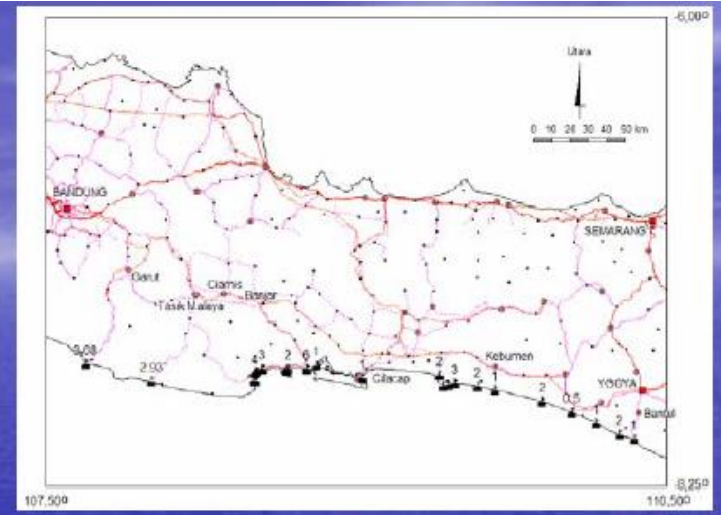 -6,00º
Utara
0 10 20 30 40 50 km
BANDUNG
SEMARANG
Garut
Ciamis
Tasik Malaya
Banjar
2.93
4
3
2
6
1
Cilacap
Kebumen
2
3
2
1
2
0.5
1
2
1
YOGYA
Bantul
-8,25º
107,50º
110,50º